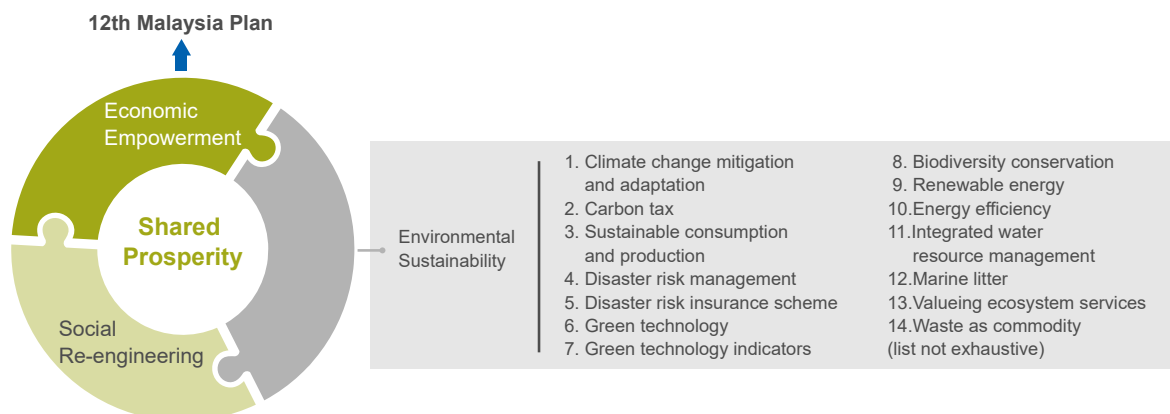 12th Malaysia Plan
Economic
Empowerment
Shared
Prosperity
Social
Re-engineering
Environmental
Sustainability
1. Climate change mitigation
and adaptation
2. Carbon tax
3. Sustainable consumption
and production
4. Disaster risk management
5. Disaster risk insurance scheme
6. Green technology
7. Green technology indicators
8. Biodiversity conservation
9. Renewable energy
10.Energy efficiency
11.Integrated water
resource management
12.Marine litter
13.Valueing ecosystem services
14.Waste as commodity
(list not exhaustive)